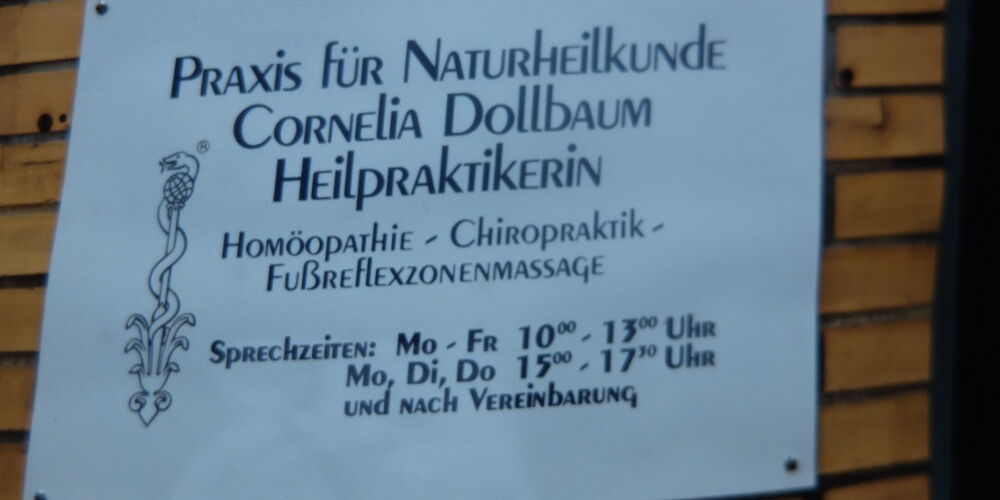 Praxis für Naturheilkunde
Cornelia Dollbaum
Heilpraktikerin
®
Homöopathie - Chiropraktik -
Fußreflexzonenmassage
Sprechzeiten: Mo - Fr 10⁰⁰ - 13⁰⁰ Uhr
Mo, Di, Do 15⁰⁰ - 17³⁰ Uhr
und nach Vereinbarung